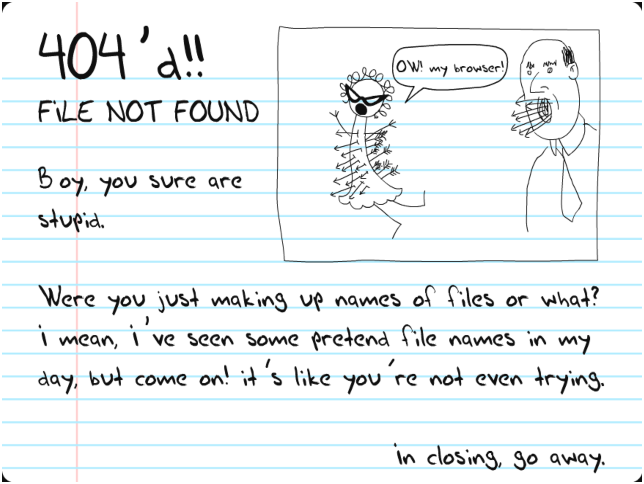 404'd!!
FiLE NOT FOUND
OW! my browser!
Boy, you sure are
stupid.
Were you just making up names of files or what?
i mean, i've seen some pretend file names in my
day, but come on! it's like you're not even trying.
in closing, go away.